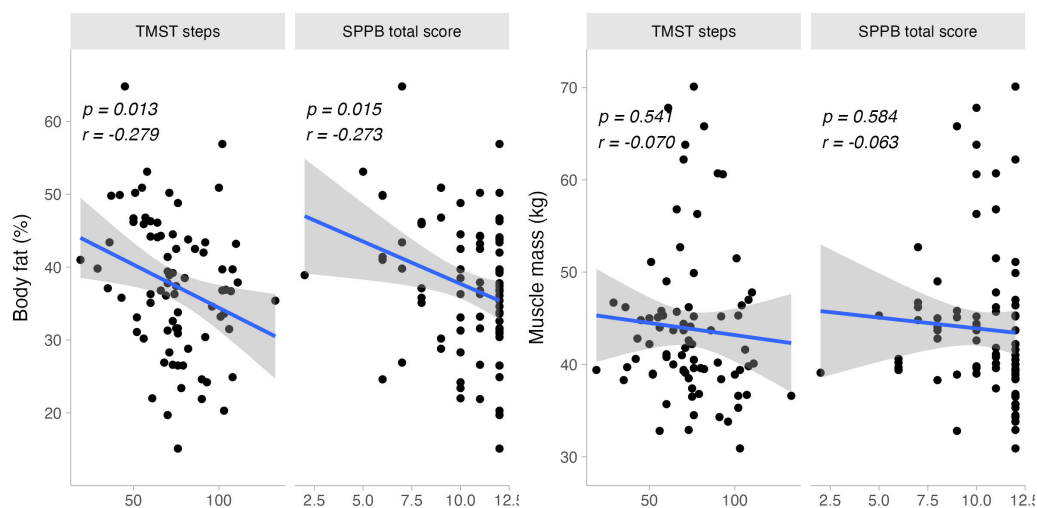 TMST steps
SPPB total score
TMST steps
SPPB total score
p = 0.013
r = -0.279
p = 0.015
r = -0.273
p = 0.541
r = -0.070
p = 0.584
r = -0.063
Body fat (%)
60
50
40
30
20
Muscle mass (kg)
70
60
50
40
30
50 100
2.5 5.0 7.5 10.0 12.5
50 100
2.5 5.0 7.5 10.0 12.